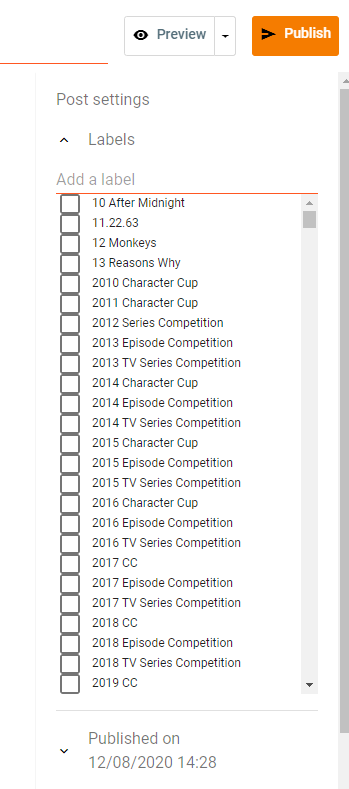 Preview
Publish
Post settings
Labels
Add a label
10 After Midnight
11.22.63
12 Monkeys
13 Reasons Why
2010 Character Cup
2011 Character Cup
2012 Series Competition
2013 Episode Competition
2013 TV Series Competition
2014 Character Cup
2014 Episode Competition
2014 TV Series Competition
2015 Character Cup
2015 Episode Competition
2015 TV Series Competition
2016 Character Cup
2016 Episode Competition
2016 TV Series Competition
2017 CC
2017 Episode Competition
2017 TV Series Competition
2018 CC
2018 Episode Competition
2018 TV Series Competition
2019 CC
Published on
12/08/2020 14:28